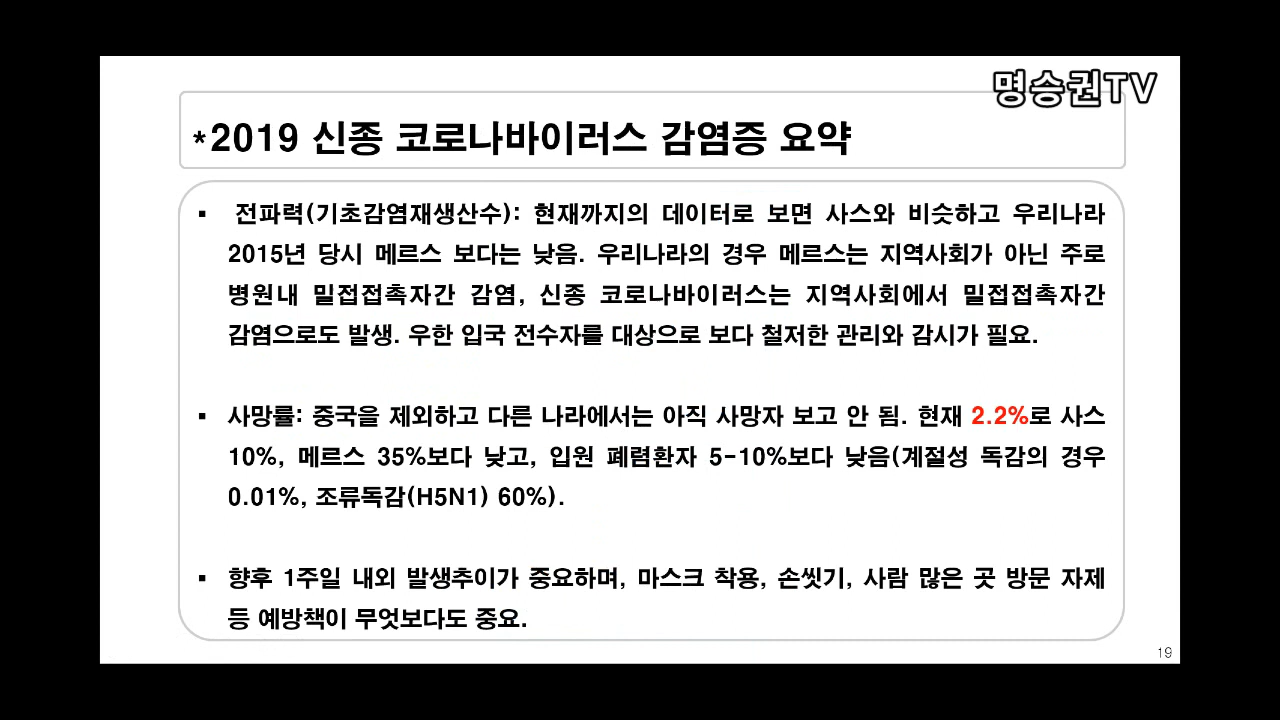 명승권TV
*2019 신종 코로나바이러스 감염증 요약
▪ 전파력(기초감염재생산수): 현재까지의 데이터로 보면 사스와 비슷하고 우리나라
2015년 당시 메르스 보다는 낮음. 우리나라의 경우 메르스는 지역사회가 아닌 주로
병원내 밀접접촉자간 감염, 신종 코로나바이러스는 지역사회에서 밀접접촉자간
감염으로도 발생. 우한 입국 전수자를 대상으로 보다 철저한 관리와 감시가 필요.
▪ 사망률: 중국을 제외하고 다른 나라에서는 아직 사망자 보고 안 됨. 현재 2.2%로 사스
10%, 메르스 35%보다 낮고, 입원 폐렴환자 5-10%보다 낮음(계절성 독감의 경우
0.01%, 조류독감(H5N1) 60%).
▪ 향후 1주일 내외 발생추이가 중요하며, 마스크 착용, 손씻기, 사람 많은 곳 방문 자제
등 예방책이 무엇보다도 중요.
19